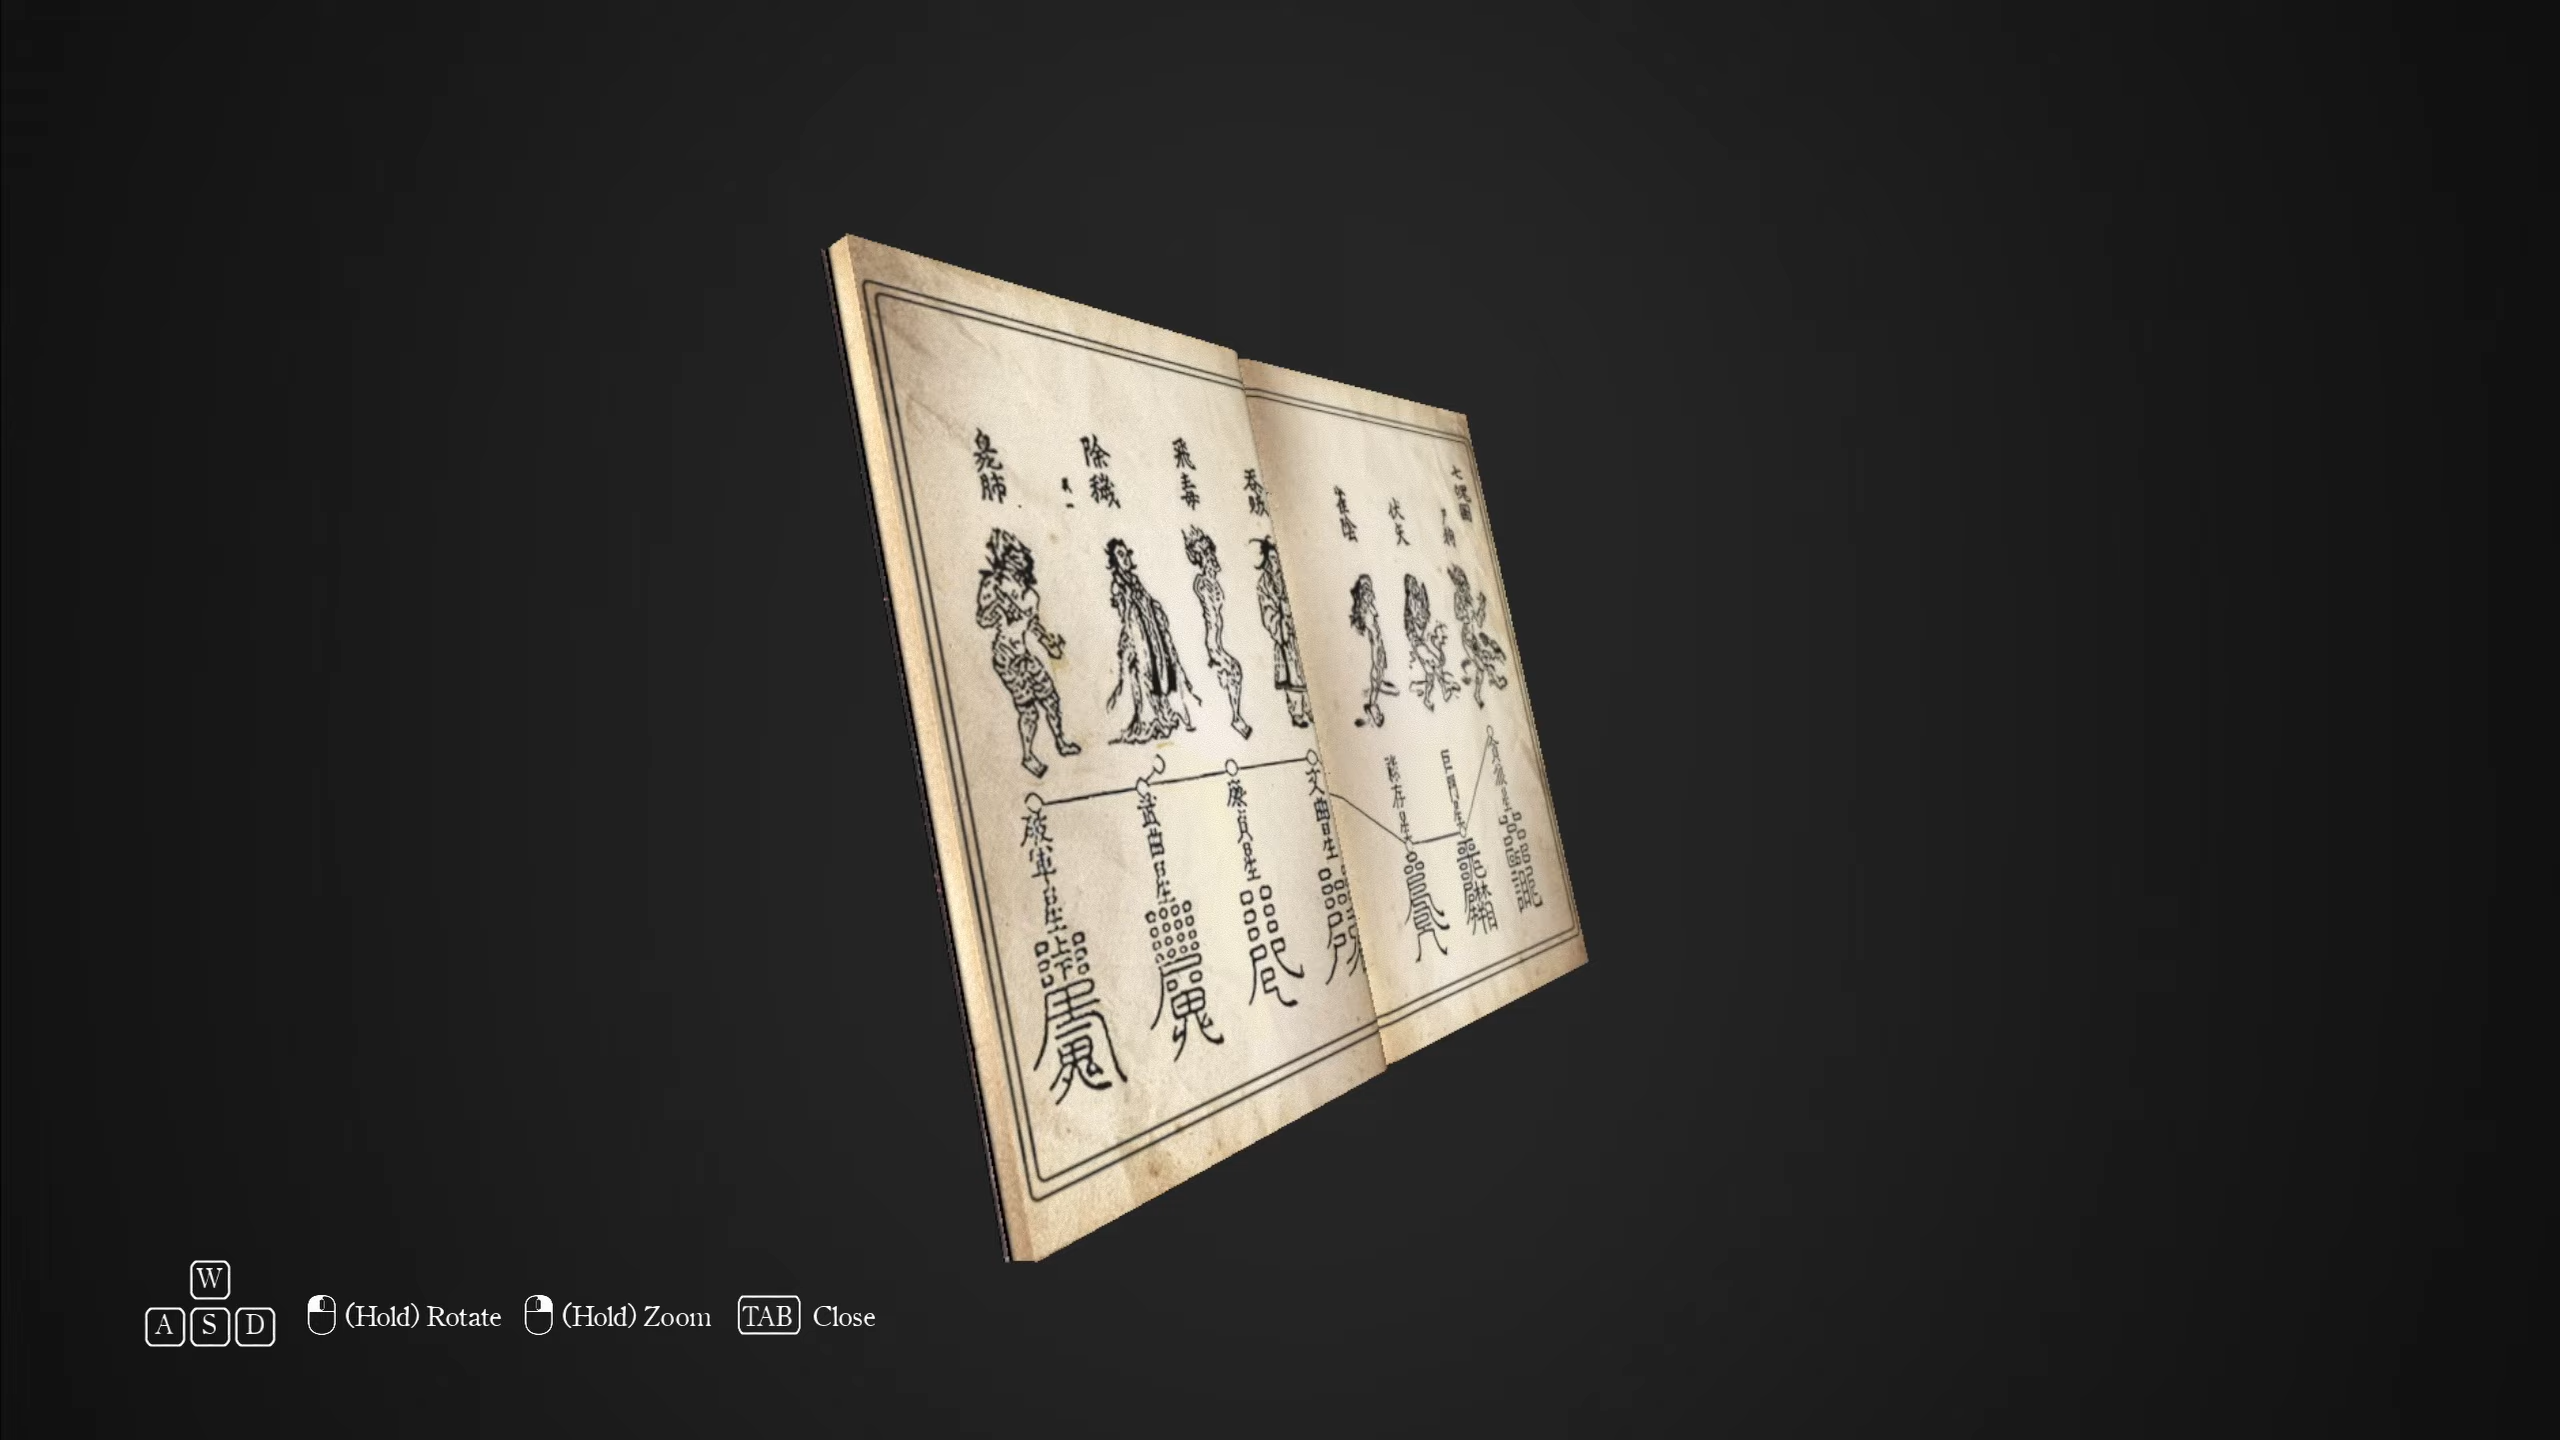 七魄圖
尸狗
伏矢
雀陰
吞賊
飛毒
除穢
臭肺
貪狼星
巨門星
祿存星
文曲星
廉貞星
武曲星
破軍星
W
A S D (Hold) Rotate (Hold) Zoom TAB Close